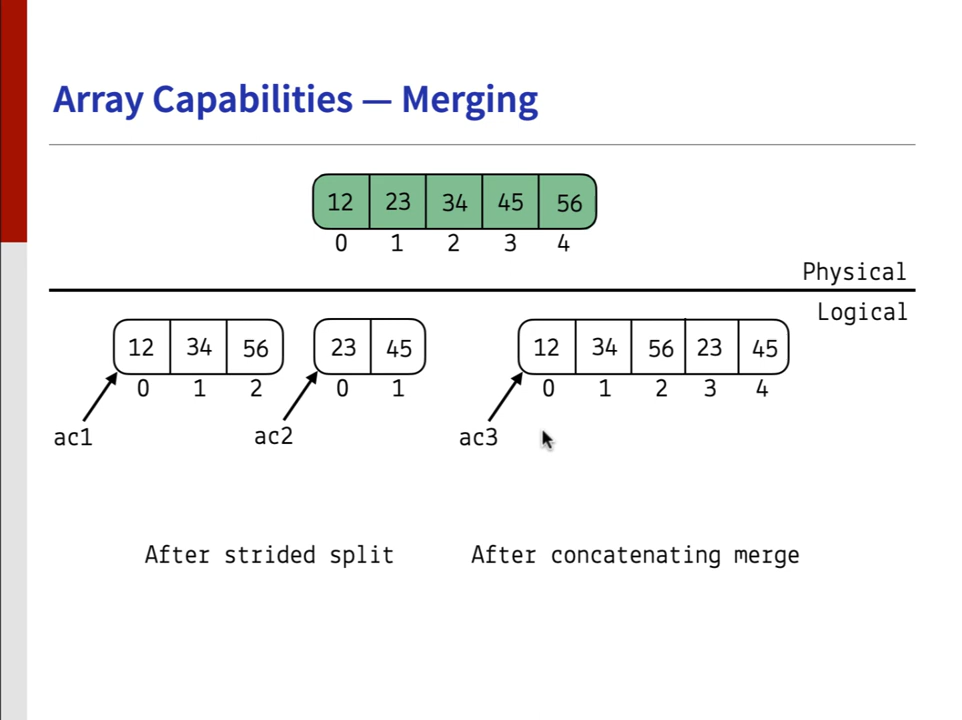 Array Capabilities — Merging
12 23 34 45 56
0 1 2 3 4
Physical
Logical
12 34 56 23 45 12 34 56 23 45
0 1 2 0 1 0 1 2 3 4
ac1 ac2 ac3
After strided split After concatenating merge